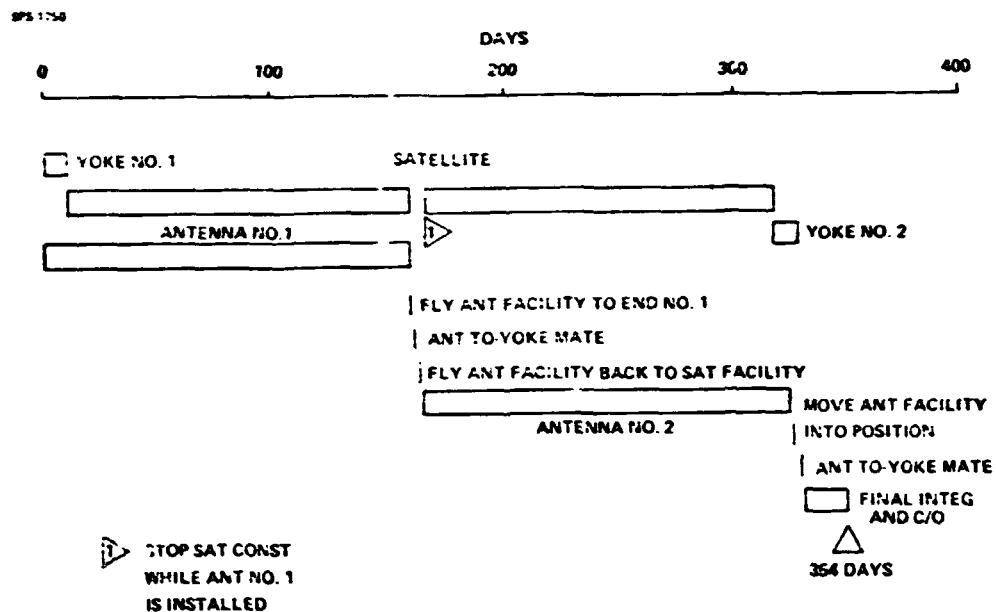 DAYS
0 100 200 300 400
YOKE NO. 1
SATELLITE
ANTENNA NO.1
1
YOKE NO. 2
FLY ANT FACILITY TO END NO. 1
ANT TO-YOKE MATE
FLY ANT FACILITY BACK TO SAT FACILITY
ANTENNA NO. 2
MOVE ANT FACILITY
INTO POSITION
ANT TO-YOKE MATE
FINAL INTEG
AND C/O
354 DAYS
1
STOP SAT CONST
WHILE ANT NO. 1
IS INSTALLED